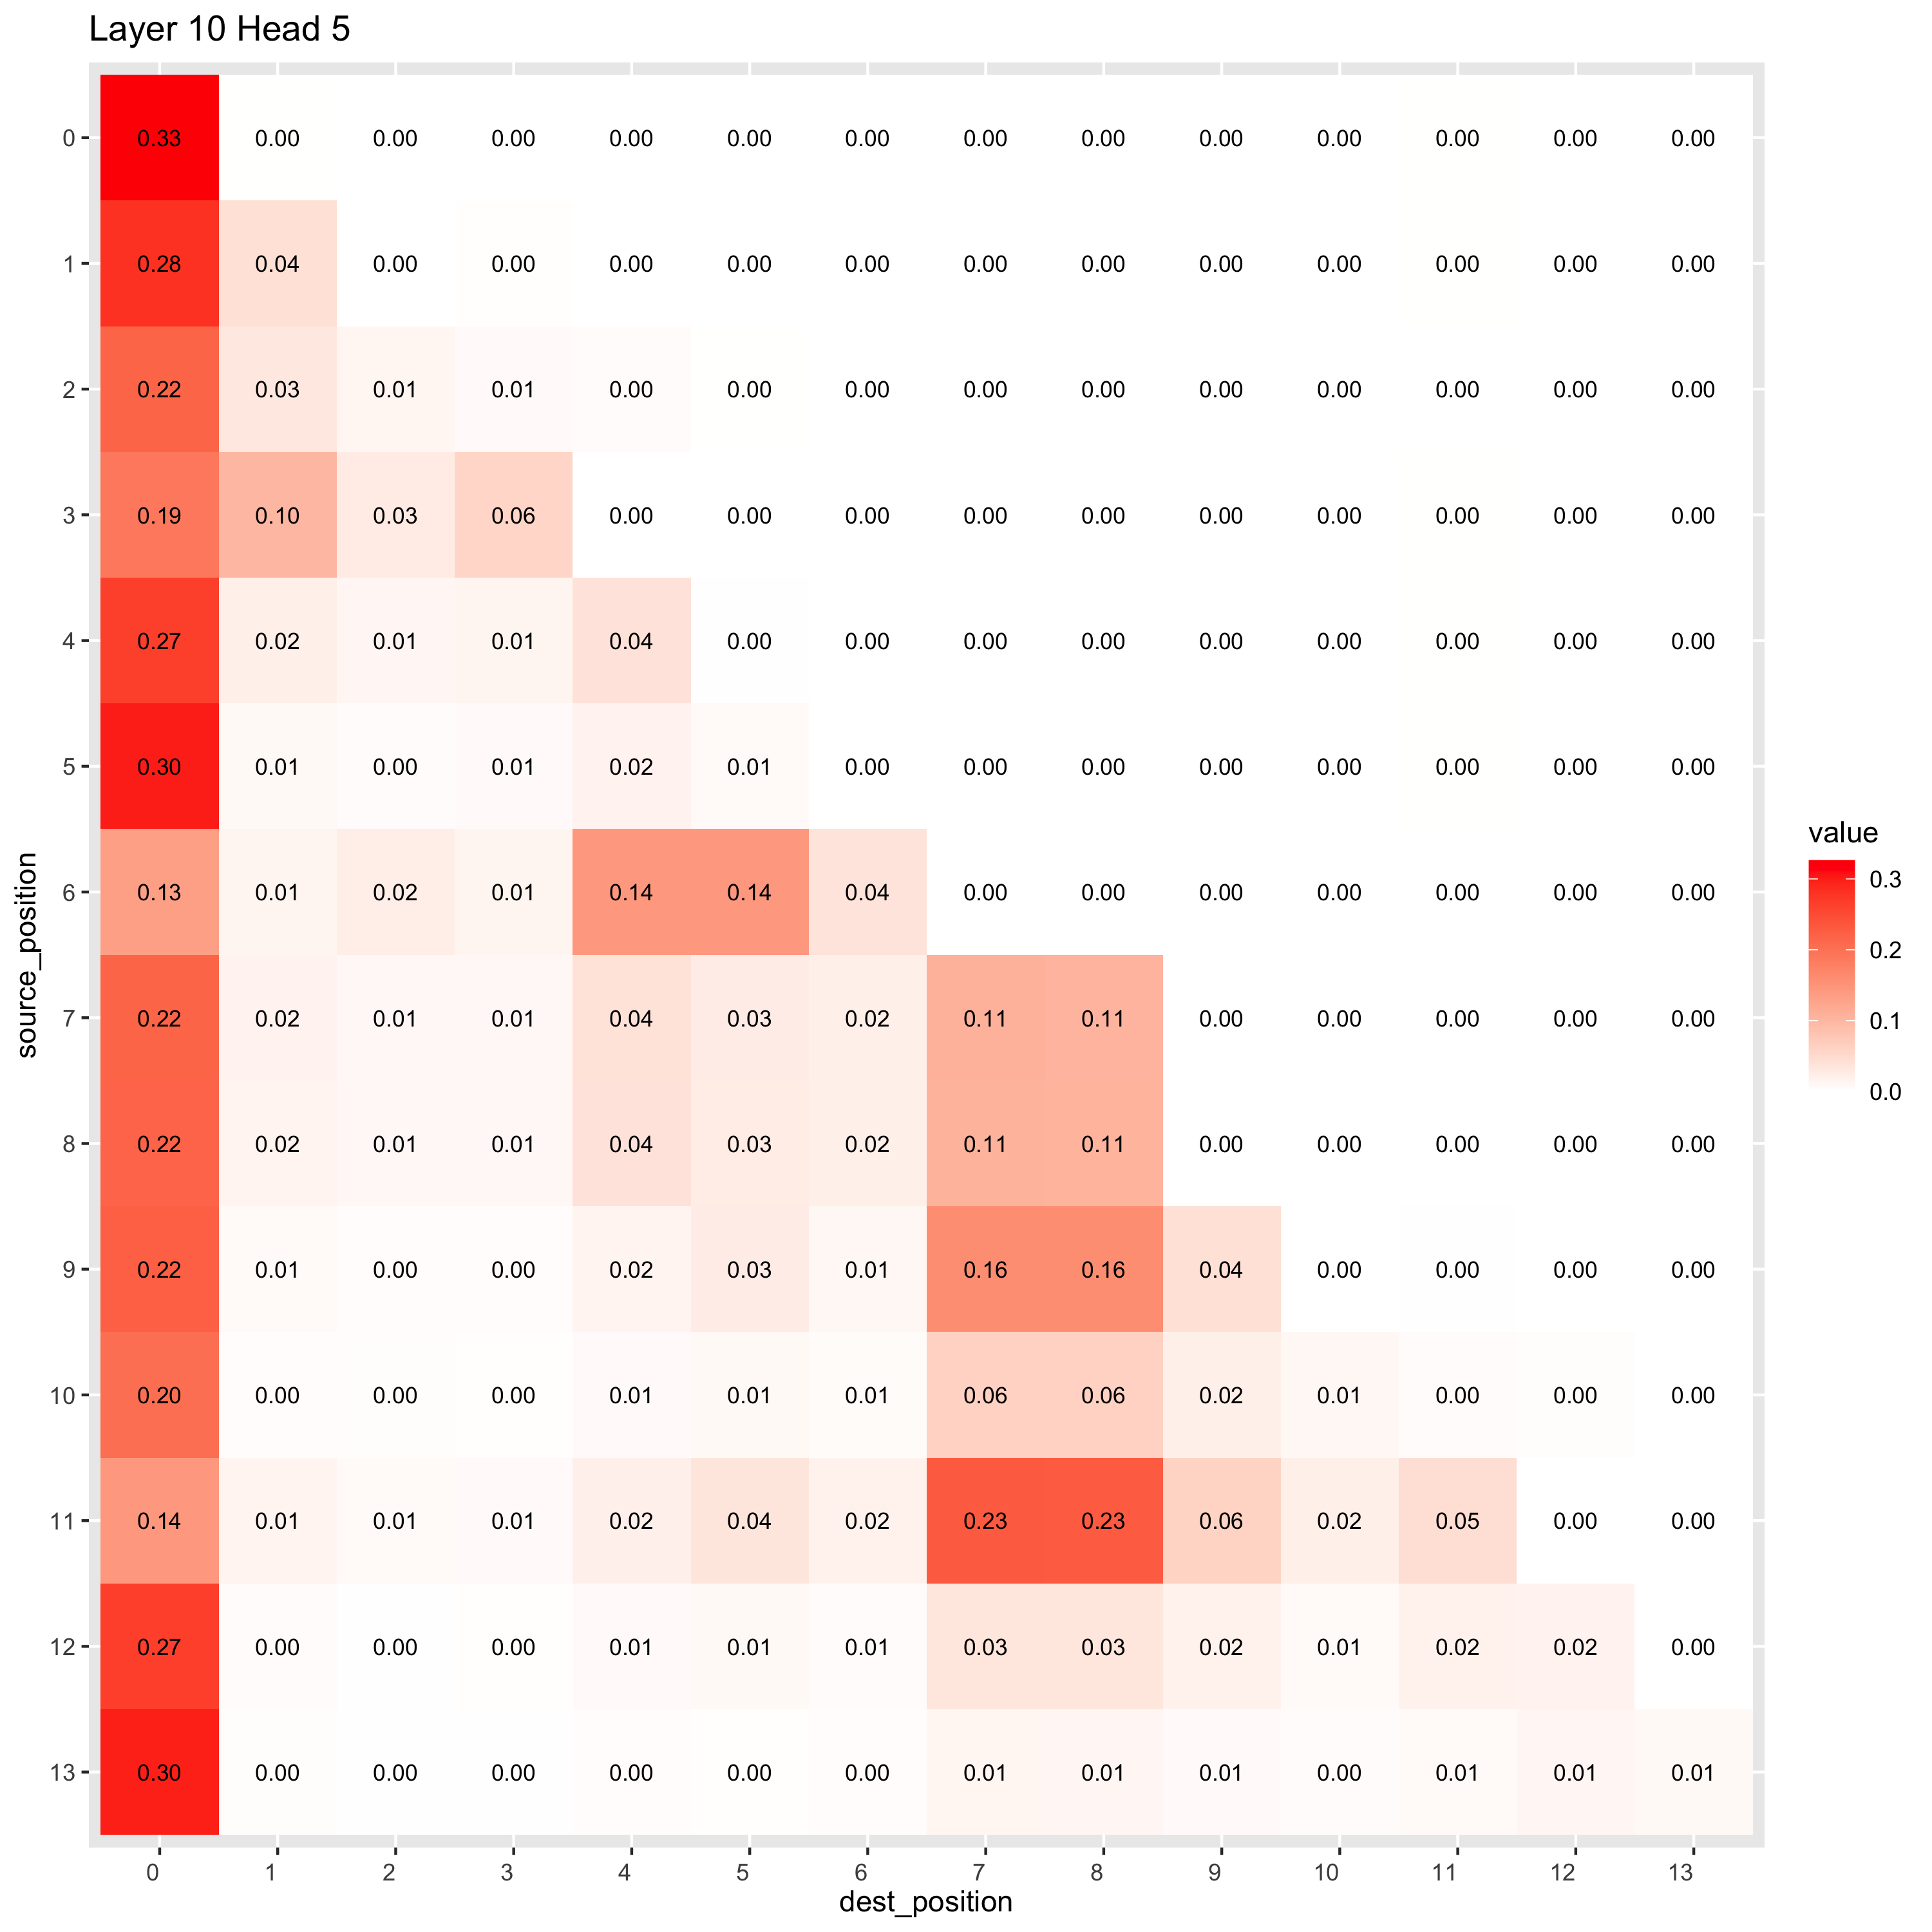 Layer 10 Head 5
0 0.33 0.00 0.00 0.00 0.00 0.00 0.00 0.00 0.00 0.00 0.00 0.00 0.00 0.00
1 0.28 0.04 0.00 0.00 0.00 0.00 0.00 0.00 0.00 0.00 0.00 0.00 0.00 0.00
2 0.22 0.03 0.01 0.01 0.00 0.00 0.00 0.00 0.00 0.00 0.00 0.00 0.00 0.00
3 0.19 0.10 0.03 0.06 0.00 0.00 0.00 0.00 0.00 0.00 0.00 0.00 0.00 0.00
4 0.27 0.02 0.01 0.01 0.04 0.00 0.00 0.00 0.00 0.00 0.00 0.00 0.00 0.00
5 0.30 0.01 0.00 0.01 0.02 0.01 0.00 0.00 0.00 0.00 0.00 0.00 0.00 0.00
6 0.13 0.01 0.02 0.01 0.14 0.14 0.04 0.00 0.00 0.00 0.00 0.00 0.00 0.00
7 0.22 0.02 0.01 0.01 0.04 0.03 0.02 0.11 0.11 0.00 0.00 0.00 0.00 0.00
8 0.22 0.02 0.01 0.01 0.04 0.03 0.02 0.11 0.11 0.00 0.00 0.00 0.00 0.00
9 0.22 0.01 0.00 0.00 0.02 0.03 0.01 0.16 0.16 0.04 0.00 0.00 0.00 0.00
10 0.20 0.00 0.00 0.00 0.01 0.01 0.01 0.06 0.06 0.02 0.01 0.00 0.00 0.00
11 0.14 0.01 0.01 0.01 0.02 0.04 0.02 0.23 0.23 0.06 0.02 0.05 0.00 0.00
12 0.27 0.00 0.00 0.00 0.01 0.01 0.01 0.03 0.03 0.02 0.01 0.02 0.02 0.00
13 0.30 0.00 0.00 0.00 0.00 0.00 0.00 0.01 0.01 0.01 0.00 0.01 0.01 0.01
0 1 2 3 4 5 6 7 8 9 10 11 12 13
dest_position
source_position
value
0.3
0.2
0.1
0.0